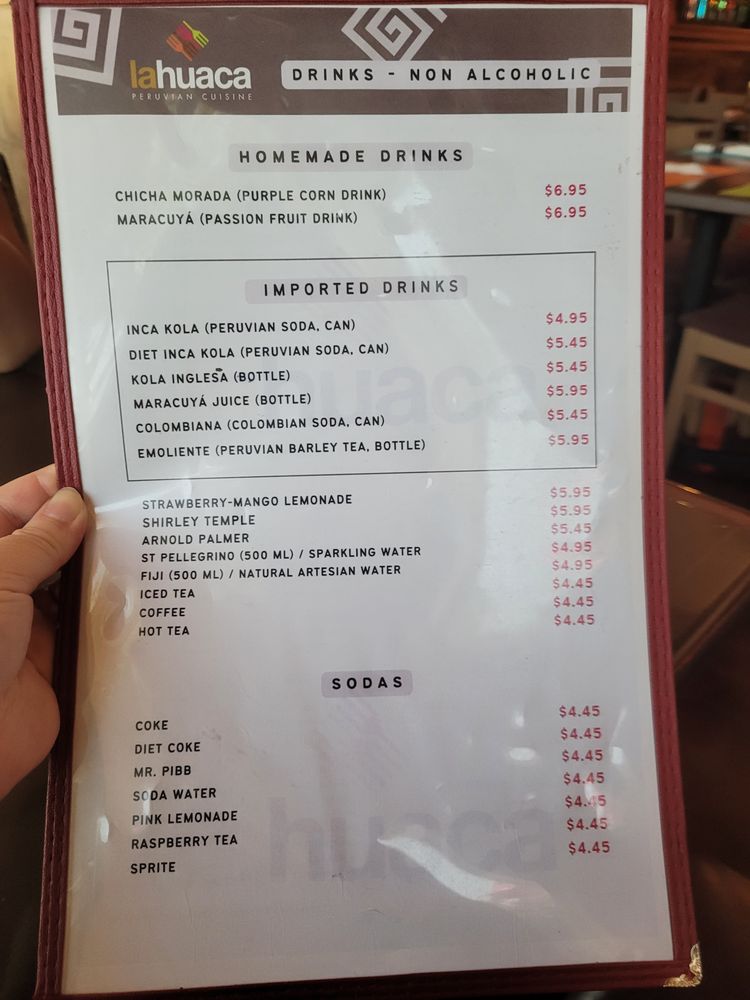 lahuaca
PERUVIAN CUISINE
DRINKS - NON ALCOHOLIC
HOMEMADE DRINKS
CHICHA MORADA (PURPLE CORN DRINK) $6.95
MARACUYÁ (PASSION FRUIT DRINK) $6.95
IMPORTED DRINKS
INCA KOLA (PERUVIAN SODA, CAN) $4.95
DIET INCA KOLA (PERUVIAN SODA, CAN) $5.45
KOLA INGLESA (BOTTLE) $5.45
MARACUYÁ JUICE (BOTTLE) $5.95
COLOMBIANA (COLOMBIAN SODA, CAN) $5.45
EMOLIENTE (PERUVIAN BARLEY TEA, BOTTLE) $5.95
STRAWBERRY-MANGO LEMONADE $5.95
SHIRLEY TEMPLE $5.95
ARNOLD PALMER $5.45
ST PELLEGRINO (500 ML) / SPARKLING WATER $4.95
FIJI (500 ML) / NATURAL ARTESIAN WATER $4.95
ICED TEA $4.45
COFFEE $4.45
HOT TEA $4.45
SODAS
COKE $4.45
DIET COKE $4.45
MR. PIBB $4.45
SODA WATER $4.45
PINK LEMONADE $4.45
RASPBERRY TEA $4.45
SPRITE $4.45
huaca